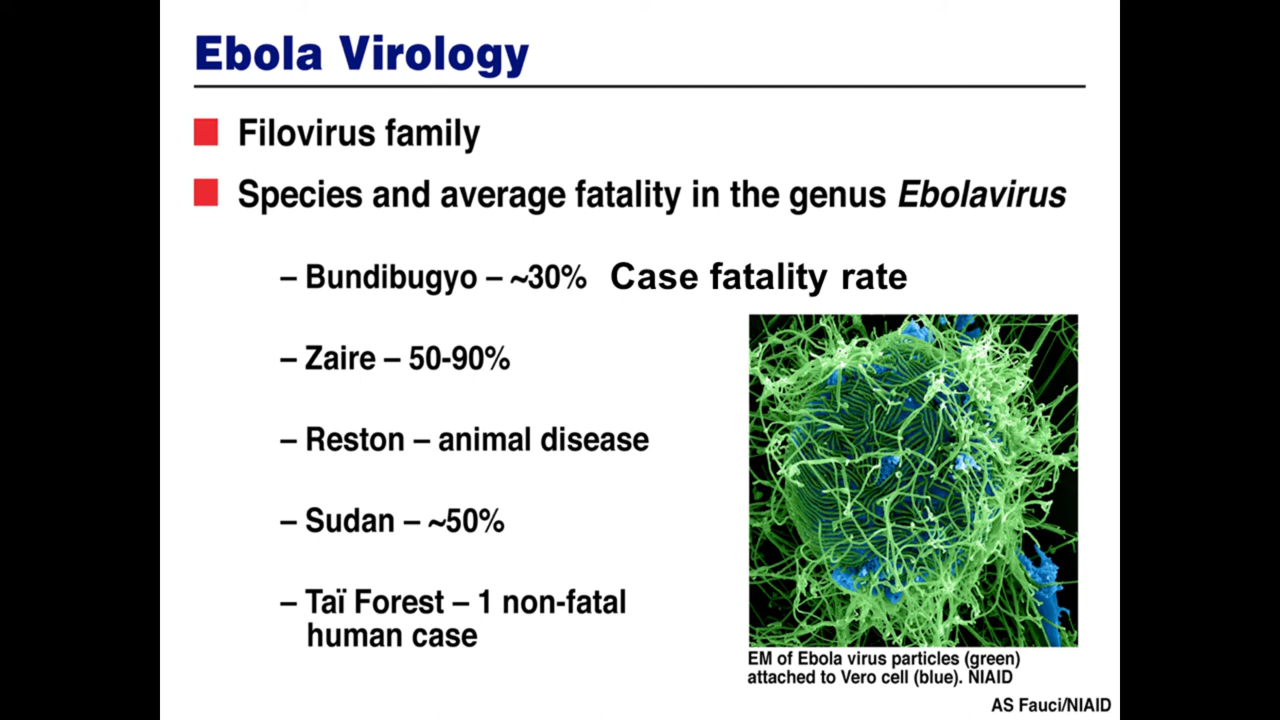 Ebola Virology
Filovirus family
Species and average fatality in the genus Ebolavirus
– Bundibugyo – ~30% Case fatality rate
– Zaire – 50-90%
– Reston – animal disease
– Sudan – ~50%
– Taï Forest – 1 non-fatal
human case
EM of Ebola virus particles (green)
attached to Vero cell (blue). NIAID
AS Fauci/NIAID